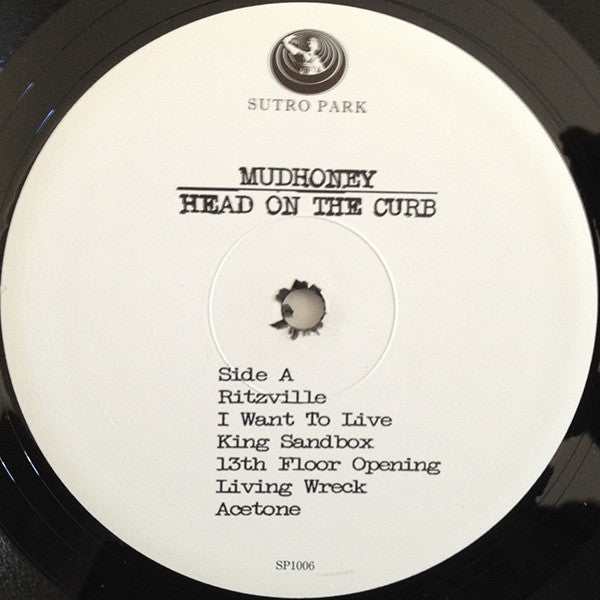 SUTRO PARK
MUDHONEY
HEAD ON THE CURB
Side A
Ritzville
I Want To Live
King Sandbox
13th Floor Opening
Living Wreck
Acetone
SP1006